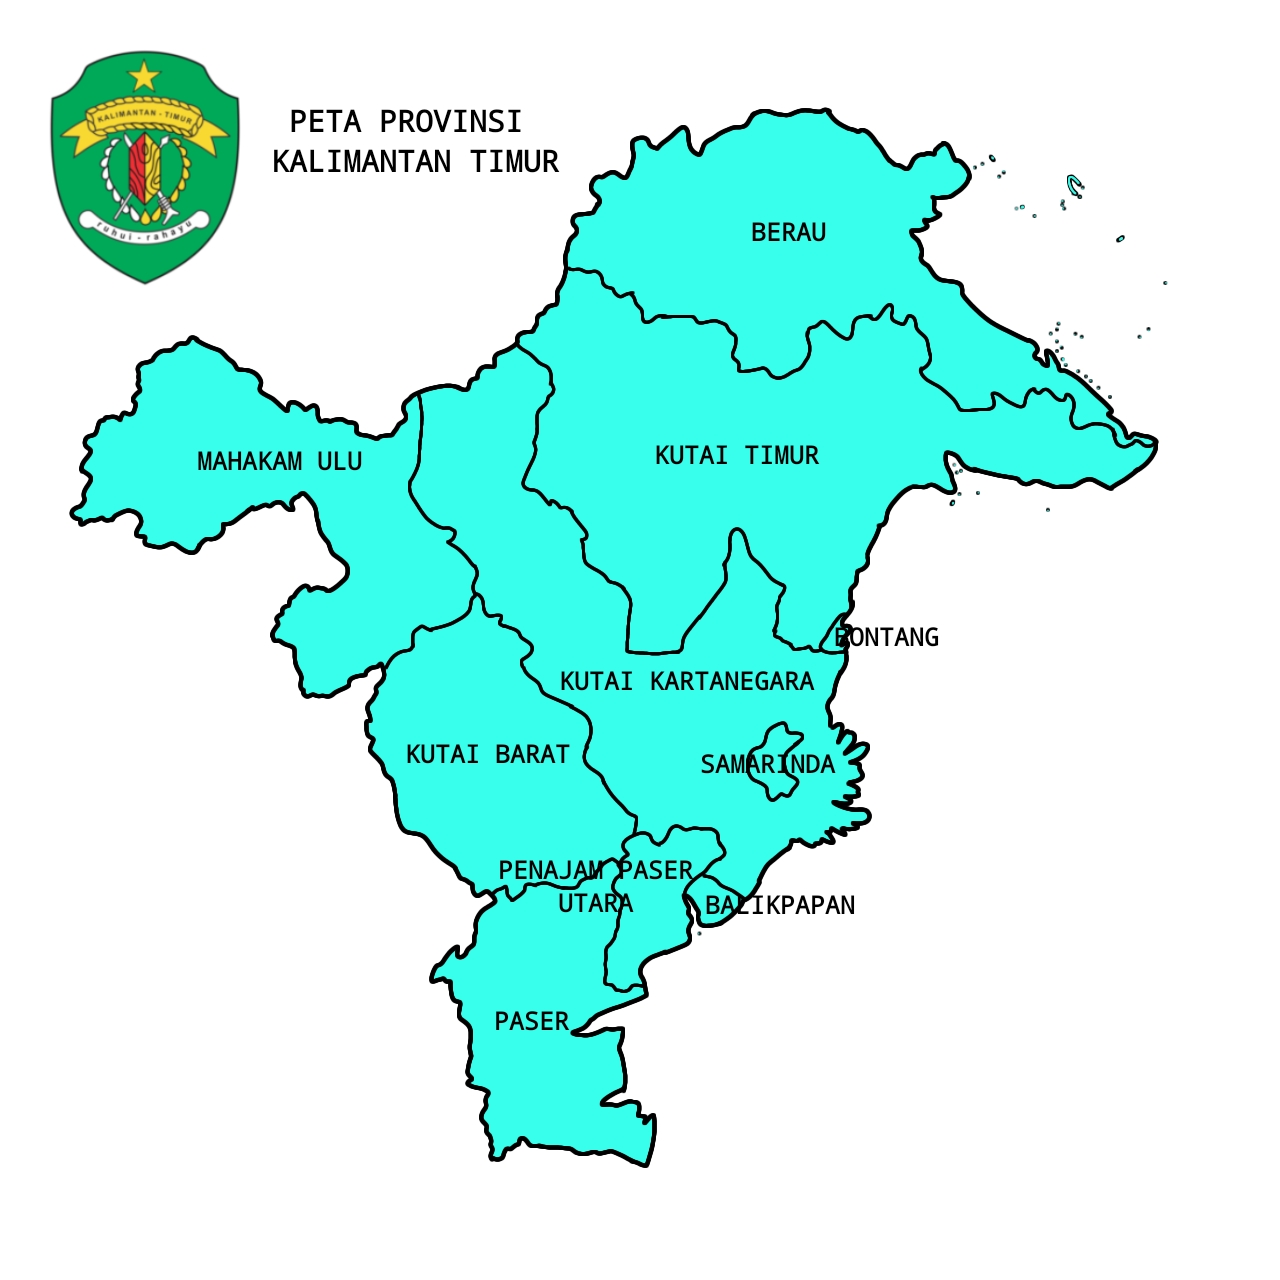 KALIMANTAN - TIMUR
ruhui - rahayu
PETA PROVINSI
KALIMANTAN TIMUR
BERAU
MAHAKAM ULU
KUTAI TIMUR
BONTANG
KUTAI KARTANEGARA
KUTAI BARAT
SAMARINDA
PENAJAM PASER
UTARA
BALIKPAPAN
PASER